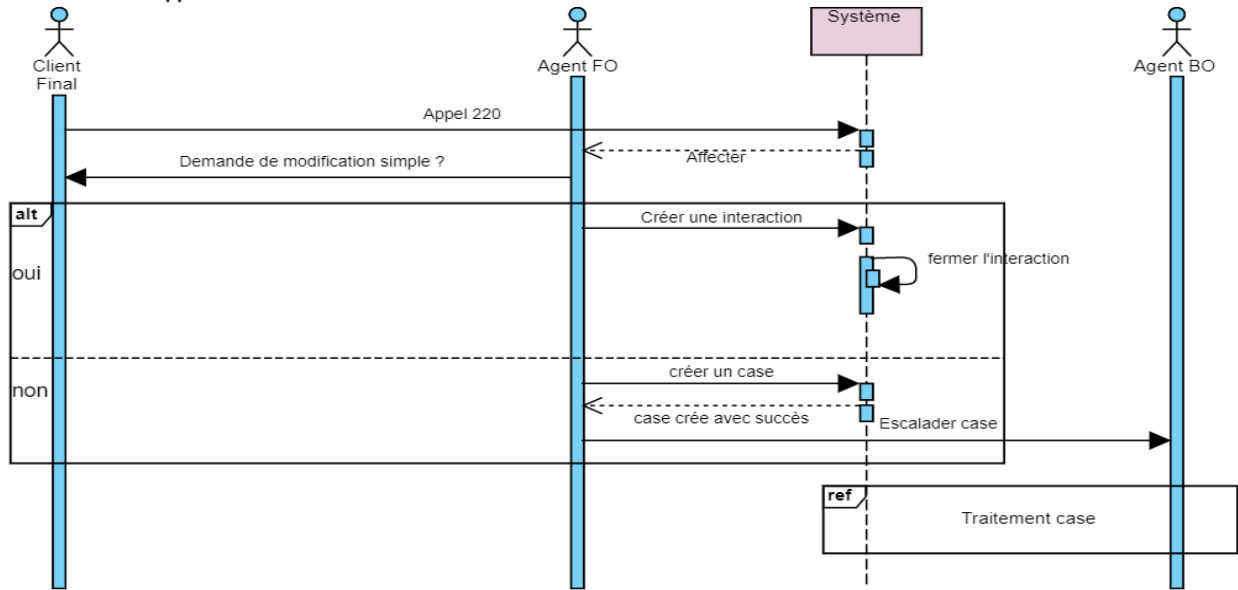 Système
Client
Final
Agent FO
Agent BO
Appel 220
Affecter
Demande de modification simple ?
alt
Créer une interaction
oui
fermer l'interaction
non
créer un case
case crée avec succès
Escalader case
ref
Traitement case